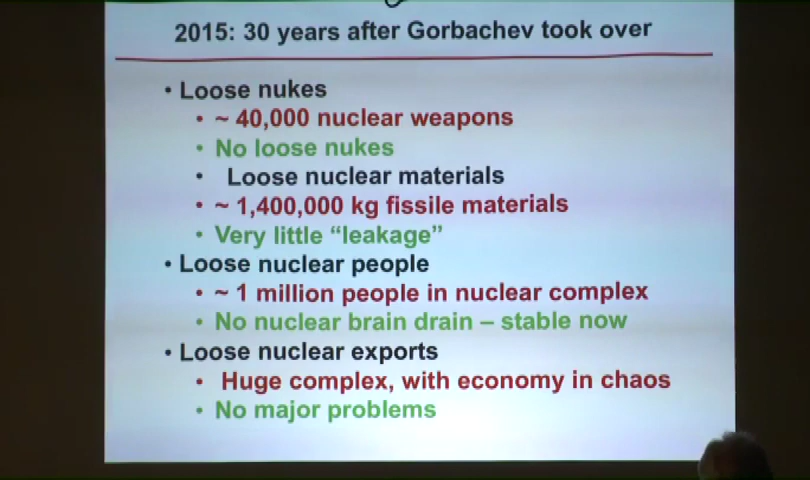 2015: 30 years after Gorbachev took over
• Loose nukes
• ~ 40,000 nuclear weapons
• No loose nukes
• Loose nuclear materials
• ~ 1,400,000 kg fissile materials
• Very little “leakage”
• Loose nuclear people
• ~ 1 million people in nuclear complex
• No nuclear brain drain – stable now
• Loose nuclear exports
• Huge complex, with economy in chaos
• No major problems